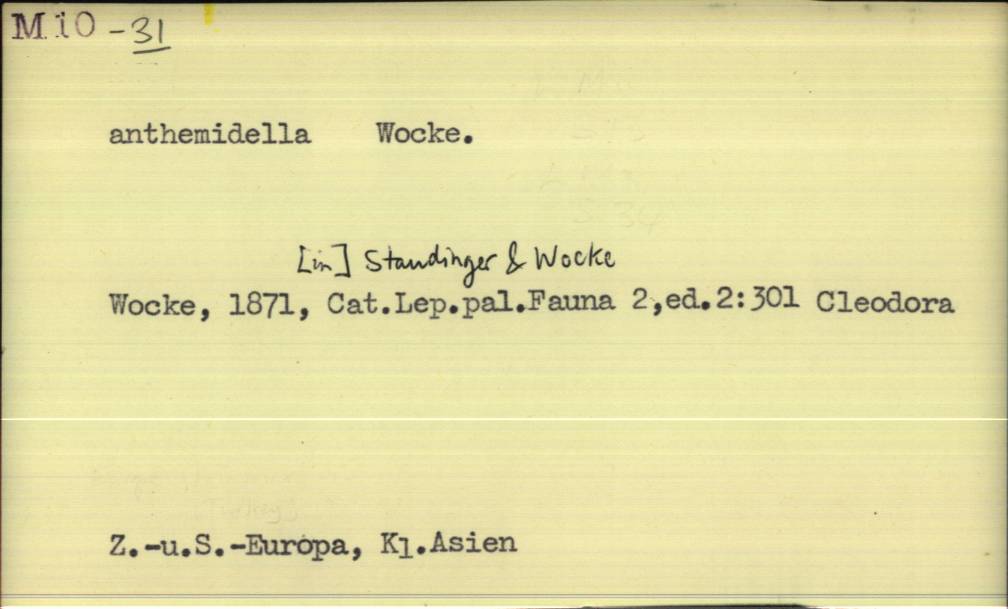 M10 -31
anthemidella Wocke.
[in] Staudinger & Wocke
Wocke, 1871, Cat.Lep.pal.Fauna 2,ed.2:301 Cleodora
Z.-u.S.-Europa, Kl.Asien